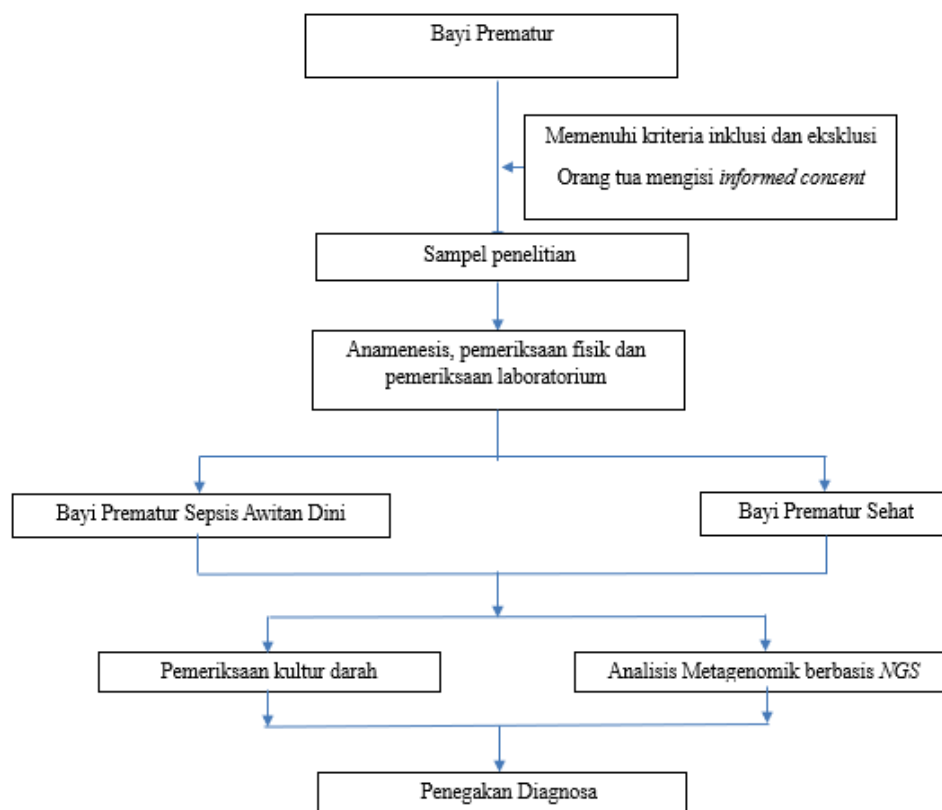 Bayi Prematur
Memenuhi kriteria inklusi dan eksklusi
Orang tua mengisi informed consent
Sampel penelitian
Anamenesis, pemeriksaan fisik dan
pemeriksaan laboratorium
Bayi Prematur Sepsis Awitan Dini
Bayi Prematur Sehat
Pemeriksaan kultur darah
Analisis Metagenomik berbasis NGS
Penegakan Diagnosa